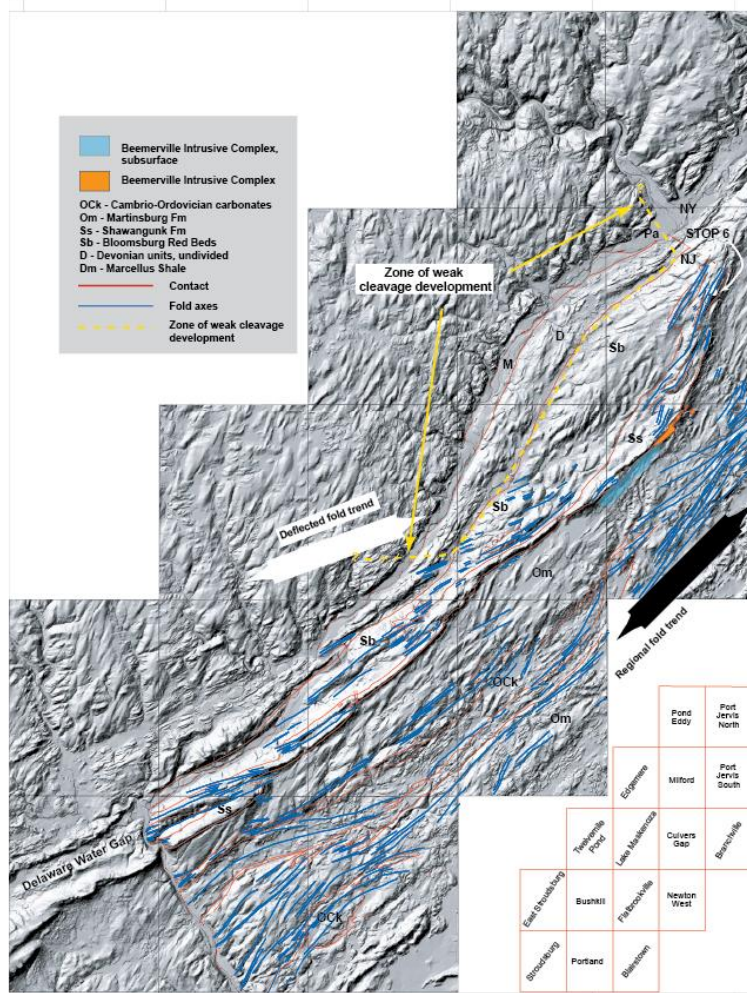 Beemerville Intrusive Complex,
subsurface
Beemerville Intrusive Complex
OCk - Cambrio-Ordovician carbonates
Om - Martinsburg Fm
Ss - Shawangunk Fm
Sb - Bloomsburg Red Beds
D - Devonian units, undivided
Dm - Marcellus Shale
Contact
Fold axes
Zone of weak cleavage
development
NY
Pa
STOP 6
NJ
Zone of weak
cleavage development
D
Sb
M
Ss
Sb
Deflected fold trend
Om
Sb
Regional fold trend
OCk
Om
Ss
Delaware Water Gap
OCk
Pond
Eddy
Port
Jervis
North
Edgemere
Milford
Port
Jervis
South
Twelvemile
Pond
Lake Maskenoza
Culvers
Gap
Branchville
East Stroudsburg
Bushkill
Flatbrookville
Newton
West
Stroudsburg
Portland
Blairstown